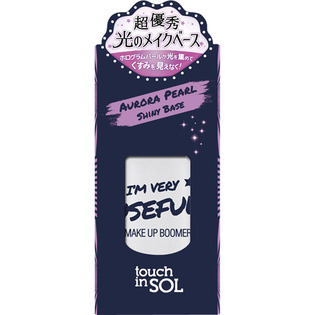 超優秀
光のメイクベース
ホログラムパールが光を集めて
くすみを見えなく!
AURORA PEARL
SHINY BASE
I'M VERY
USEFUL
MAKE UP BOOMER
touch
in SOL